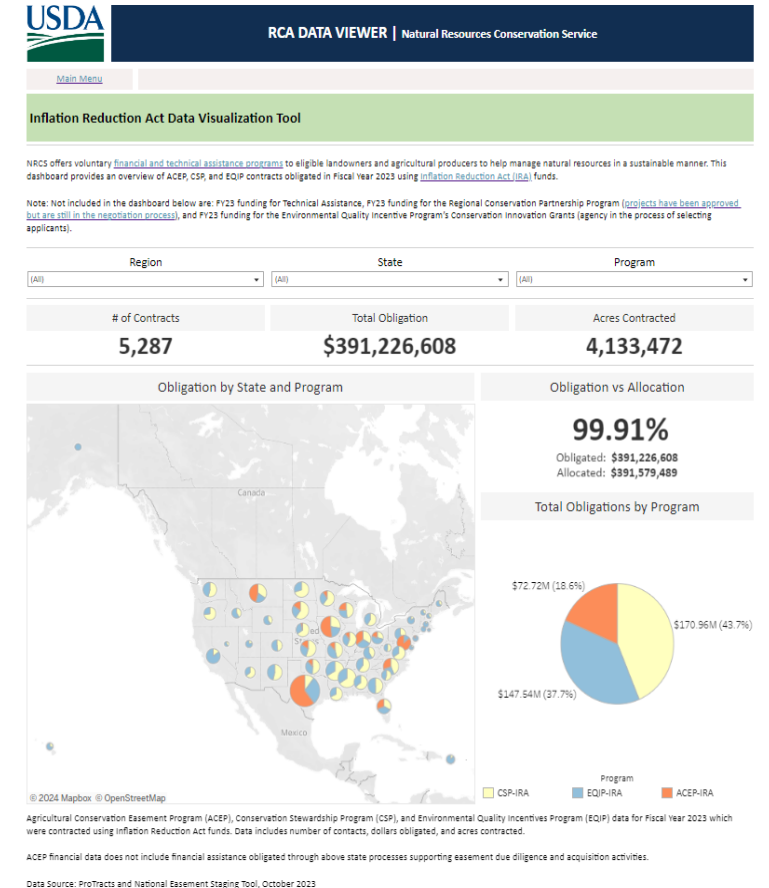 USDA
RCA DATA VIEWER | Natural Resources Conservation Service
Main Menu
Inflation Reduction Act Data Visualization Tool
NRCS offers voluntary financial and technical assistance programs to eligible landowners and agricultural producers to help manage natural resources in a sustainable manner. This
dashboard provides an overview of ACEP, CSP, and EQIP contracts obligated in Fiscal Year 2023 using Inflation Reduction Act (IRA) funds.
Note: Not included in the dashboard below are: FY23 funding for Technical Assistance, FY23 funding for the Regional Conservation Partnership Program (projects have been approved
but are still in the negotiation process), and FY23 funding for the Environmental Quality Incentive Program's Conservation Innovation Grants (agency in the process of selecting
applicants).
Region State Program
(All) (All) (All)
# of Contracts Total Obligation Acres Contracted
5,287 $391,226,608 4,133,472
Obligation by State and Program
Obligation vs Allocation
99.91%
Obligated: $391,226,608
Allocated: $391,579,489
Total Obligations by Program
Canada
Mexico
$72.72M (18.6%)
$170.96M (43.7%)
$147.54M (37.7%)
Program
CSP-IRA EQIP-IRA ACEP-IRA
© 2024 Mapbox © OpenStreetMap
Agricultural Conservation Easement Program (ACEP), Conservation Stewardship Program (CSP), and Environmental Quality Incentives Program (EQIP) data for Fiscal Year 2023 which
were contracted using Inflation Reduction Act funds. Data includes number of contacts, dollars obligated, and acres contracted.
ACEP financial data does not include financial assistance obligated through above state processes supporting easement due diligence and acquisition activities.
Data Source: ProTracts and National Easement Staging Tool, October 2023